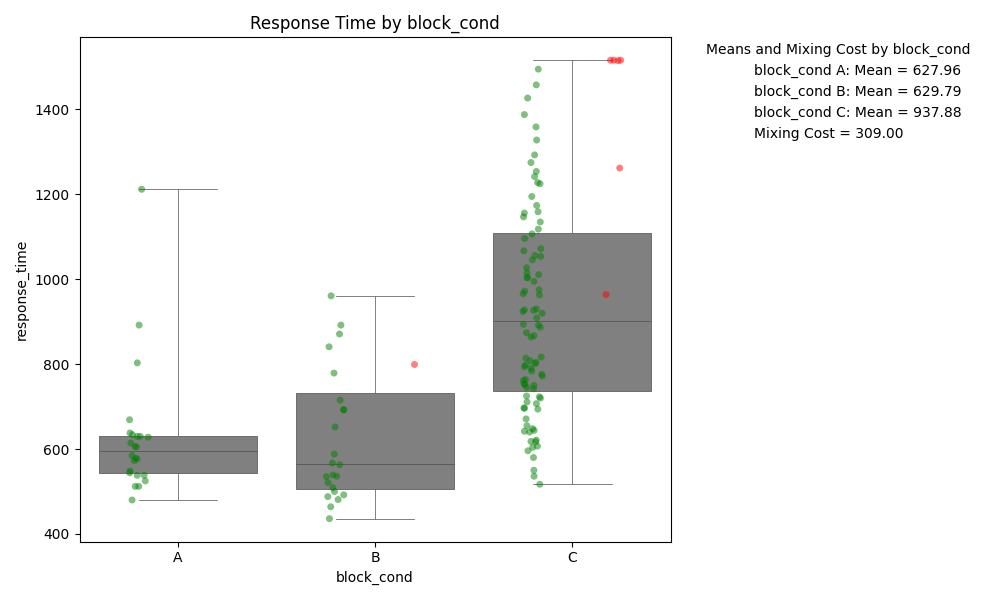 Response Time by block_cond
Means and Mixing Cost by block_cond
block_cond A: Mean = 627.96
block_cond B: Mean = 629.79
block_cond C: Mean = 937.88
Mixing Cost = 309.00
response_time
1400
1200
1000
800
600
400
A
B
C
block_cond